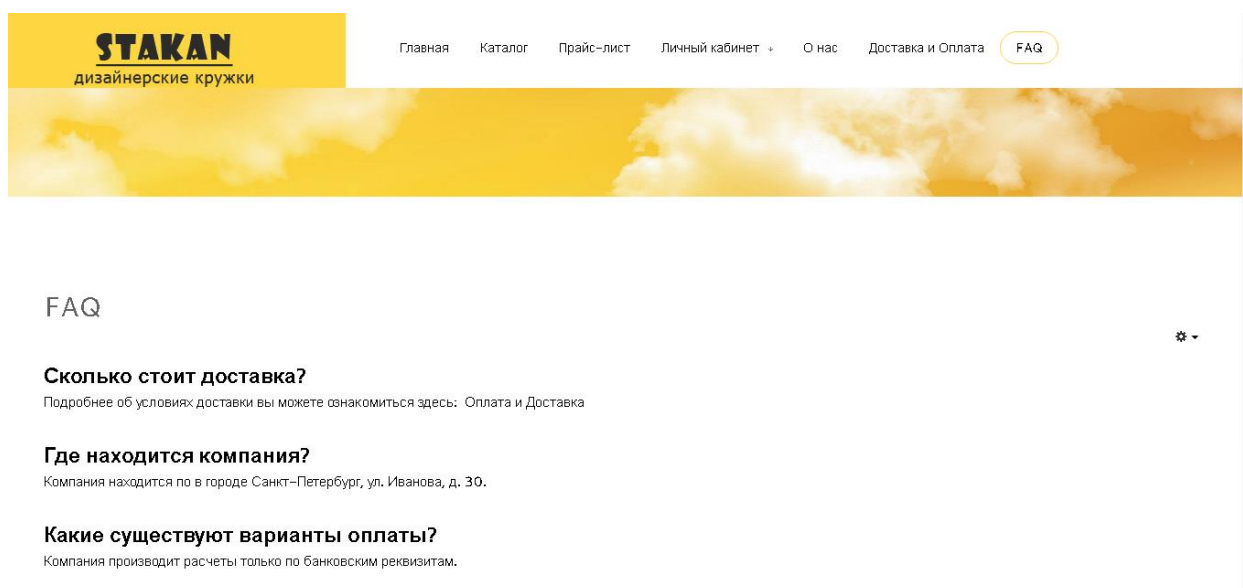 STAKAN
дизайнерские кружки
Главная Каталог Прайс-лист Личный кабинет О нас Доставка и Оплата FAQ
FAQ
Сколько стоит доставка?
Подробнее об условиях доставки вы можете ознакомиться здесь: Оплата и Доставка
Где находится компания?
Компания находится по в городе Санкт-Петербург, ул. Иванова, д. 30.
Какие существуют варианты оплаты?
Компания производит расчеты только по банковским реквизитам.